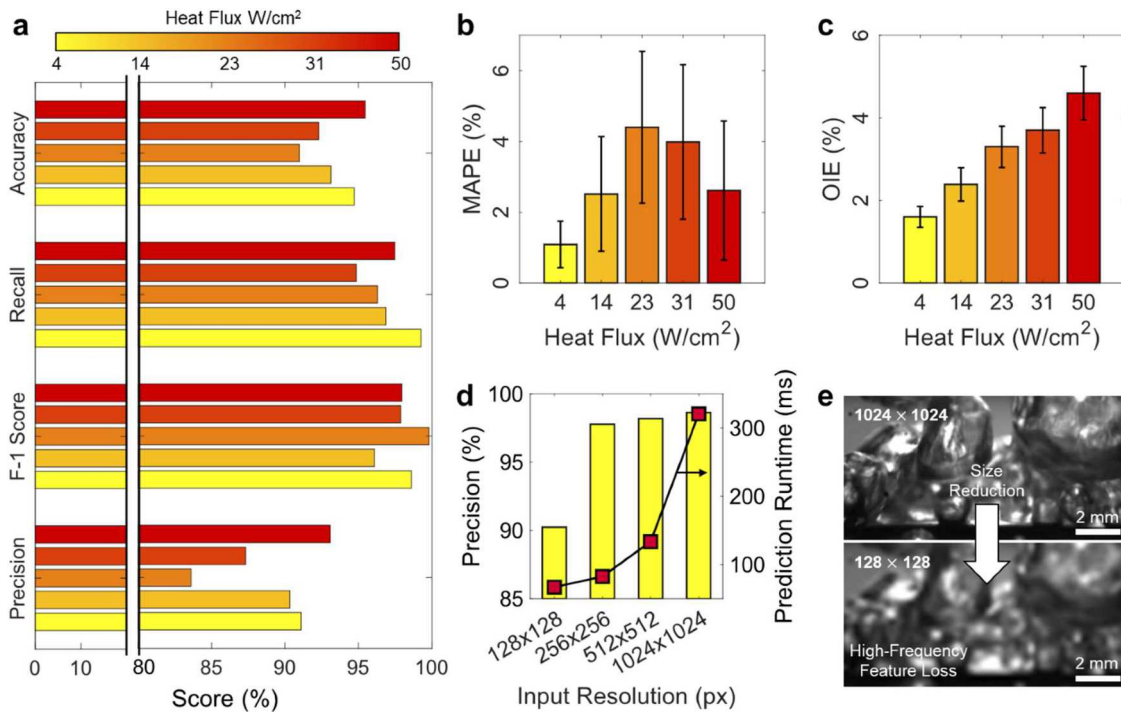 a
Heat Flux W/cm²
4 14 23 31 50
Accuracy
Recall
F-1 Score
Precision
0 10 80 85 90 95 100
Score (%)
b
MAPE (%)
6
4
2
0
4 14 23 31 50
Heat Flux (W/cm²)
c
OIE (%)
6
4
2
0
4 14 23 31 50
Heat Flux (W/cm²)
d
Precision (%)
100
95
90
85
Prediction Runtime (ms)
300
200
100
128x128 256x256 512x512 1024x1024
Input Resolution (px)
e
1024 × 1024
Size
Reduction
2 mm
128 × 128
High-Frequency
Feature Loss
2 mm